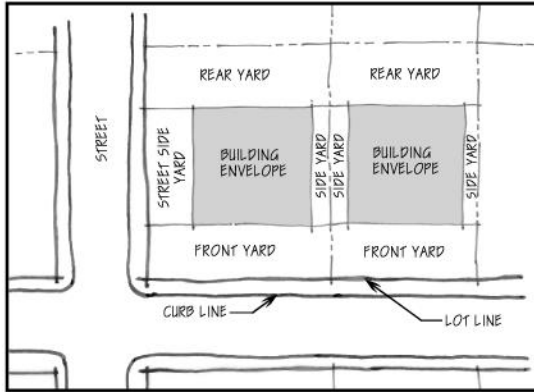 REAR YARD
REAR YARD
STREET
STREET SIDE
YARD
BUILDING
ENVELOPE
SIDE YARD
SIDE YARD
BUILDING
ENVELOPE
SIDE YARD
FRONT YARD
FRONT YARD
CURB LINE
LOT LINE